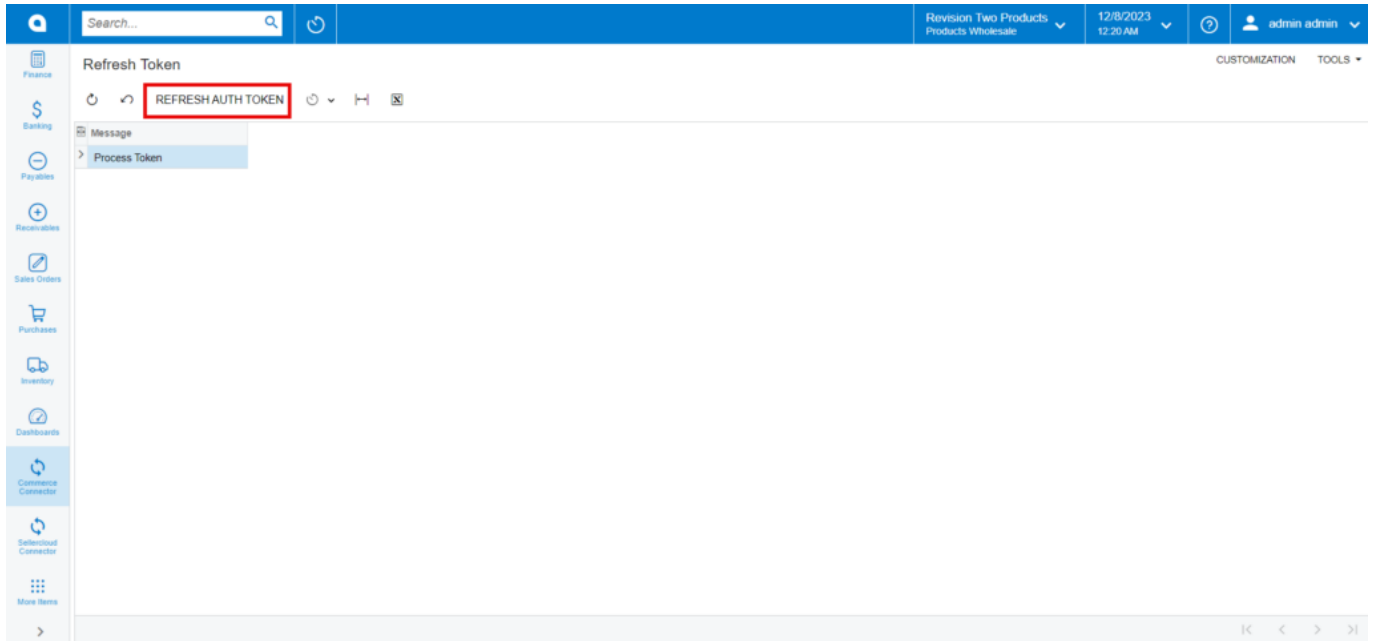 Search...
Revision Two Products
Products Wholesale
12/8/2023
12:20 AM
admin admin
Finance
Banking
Payables
Receivables
Sales Orders
Purchases
Inventory
Dashboards
Commerce
Connector
Sellercloud
Connector
More Items
Refresh Token
CUSTOMIZATION TOOLS
REFRESH AUTH TOKEN
Message
Process Token